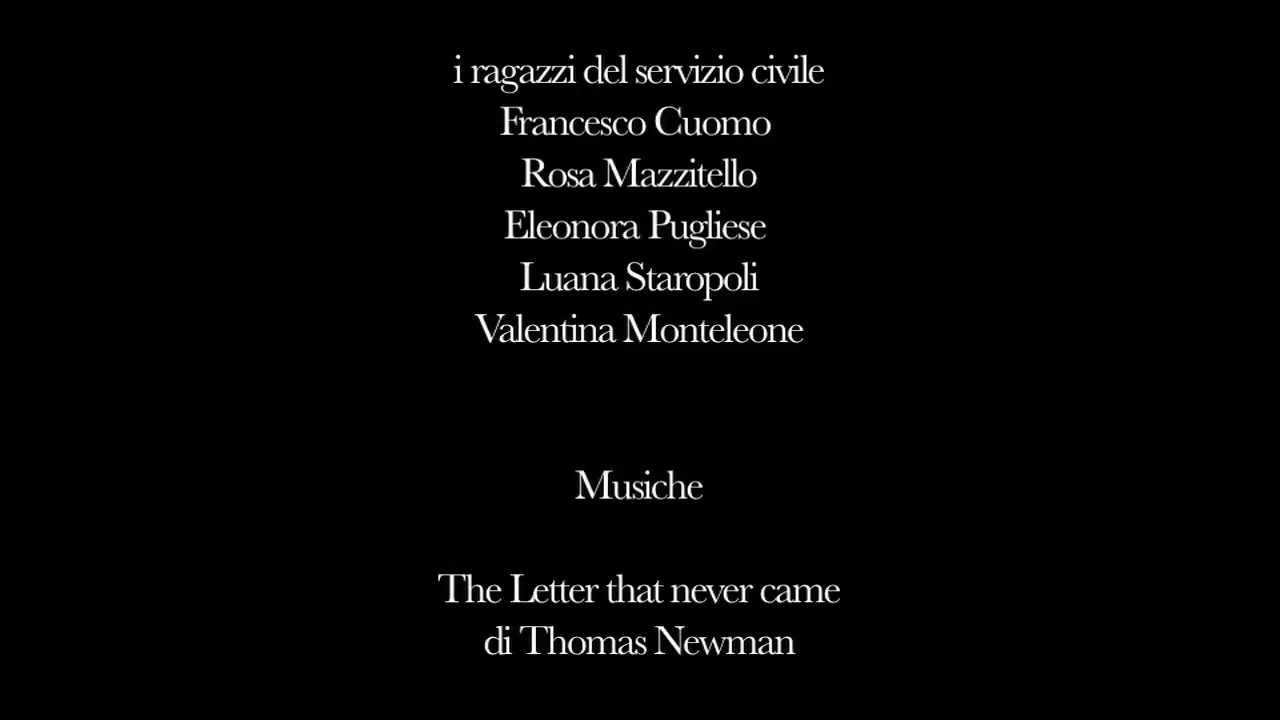 i ragazzi del servizio civile
Francesco Cuomo
Rosa Mazzitello
Eleonora Pugliese
Luana Staropoli
Valentina Monteleone
Musiche
The Letter that never came
di Thomas Newman